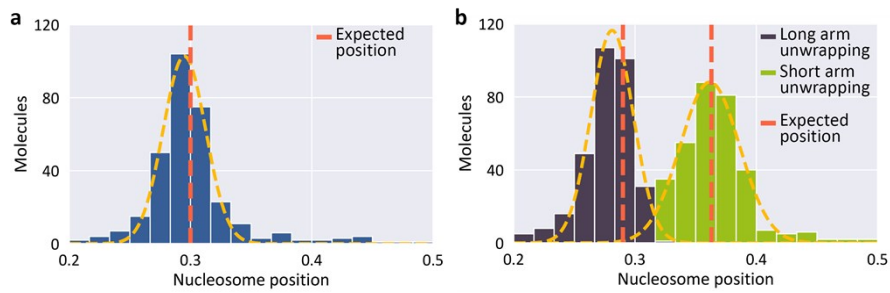 a
120
80
40
0
Molecules
Expected
position
0.2 0.3 0.4 0.5
Nucleosome position
b
120
80
40
0
Molecules
Long arm
unwrapping
Short arm
unwrapping
Expected
position
0.2 0.3 0.4 0.5
Nucleosome position